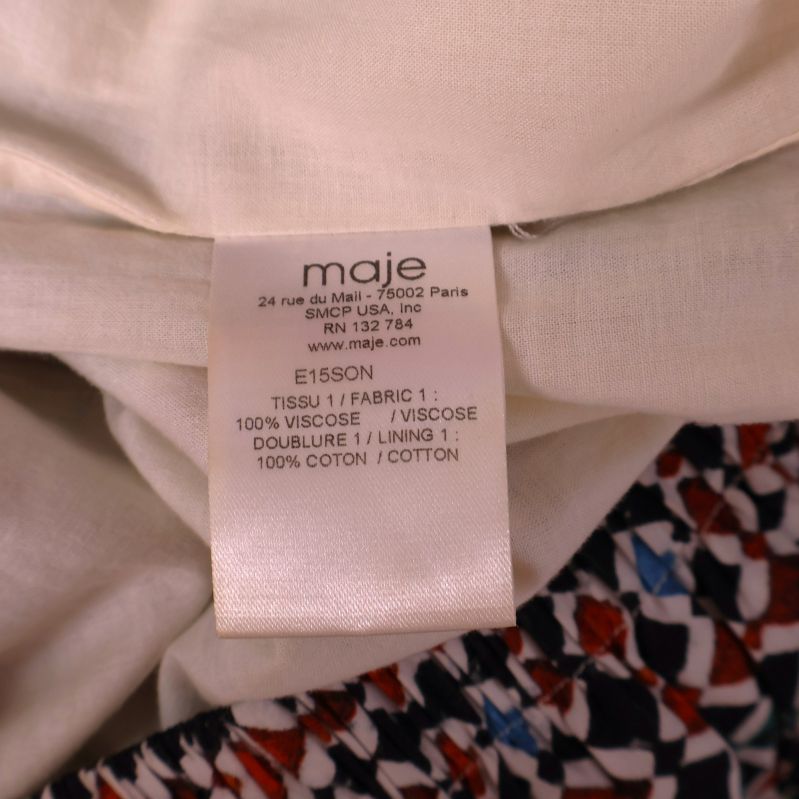 maje
24 rue du Mail - 75002 Paris
SMCP USA, Inc
RN 132 784
www.maje.com
E15SON
TISSU 1 / FABRIC 1 :
100% VISCOSE / VISCOSE
DOUBLURE 1 / LINING 1 :
100% COTON / COTTON